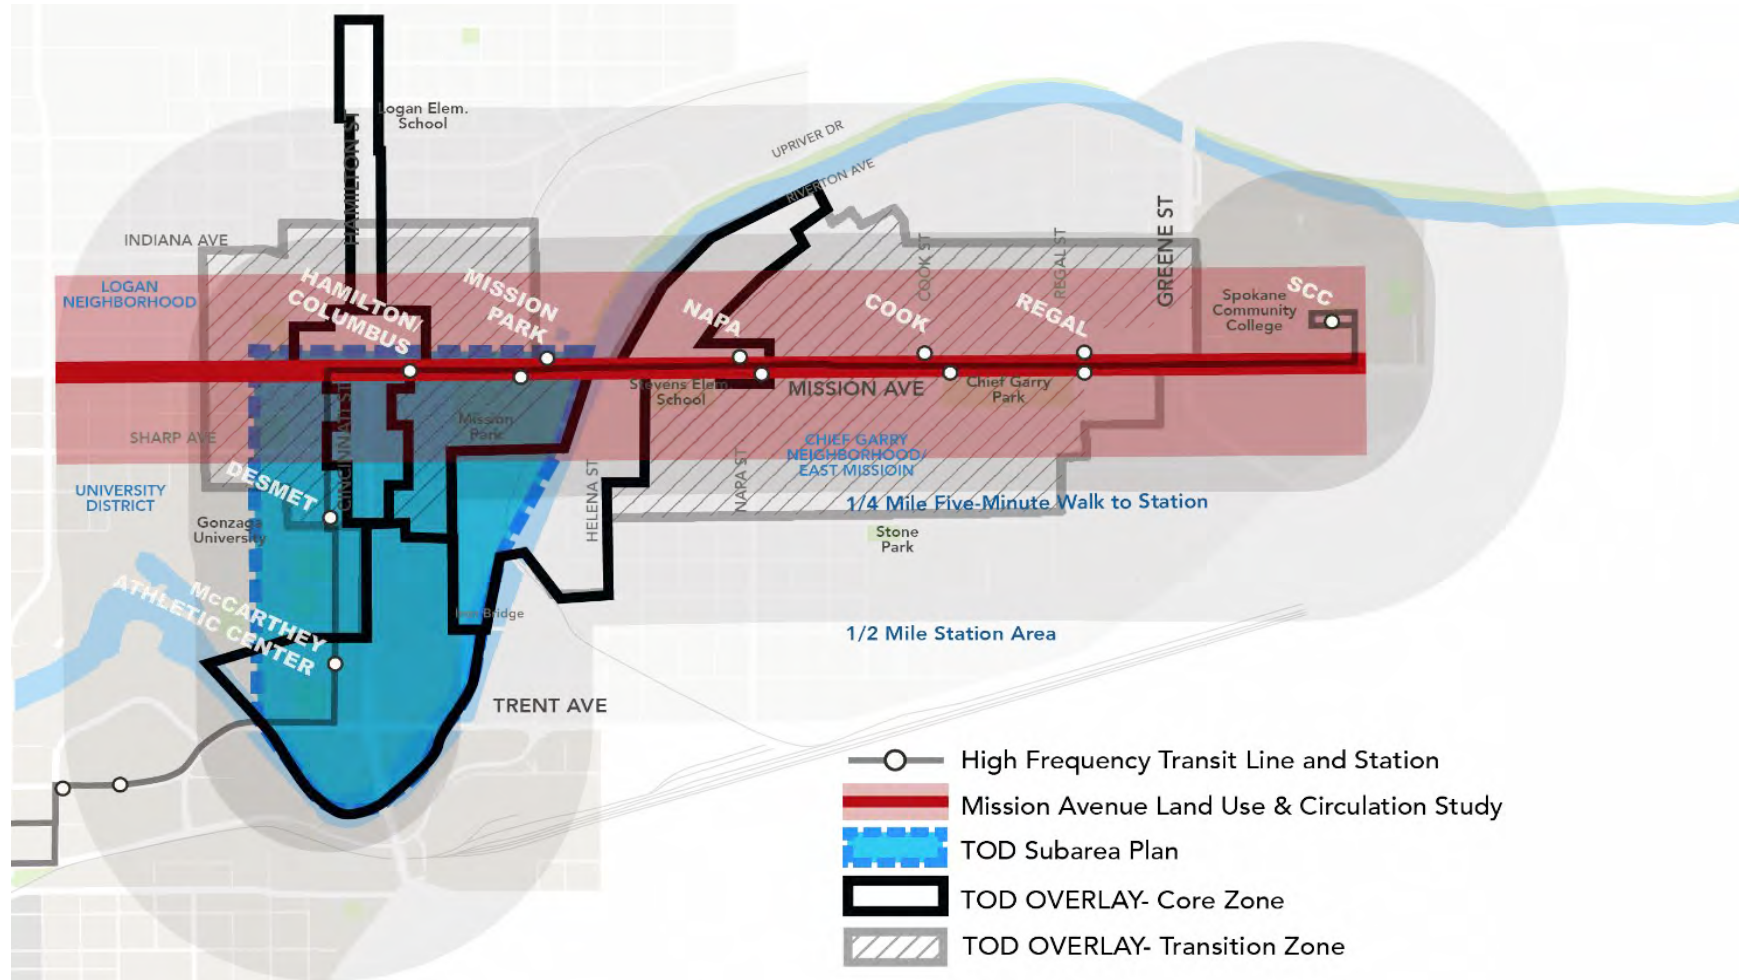 Logan Elem.
School
HAMILTON ST
UPRIVER DR
RIVERTON AVE
INDIANA AVE
LOGAN
NEIGHBORHOOD
HAMILTON/
COLUMBUS
MISSION
PARK
NAPA
COOK
COOK ST
REGAL
REGAL ST
GREENE ST
SCC
Spokane
Community
College
Stevens Elem.
School
MISSION AVE
Chief Garry
Park
SHARP AVE
CINCINNATI ST
Mission
Park
CHIEF GARRY
NEIGHBORHOOD/
EAST MISSIOIN
DESMET
UNIVERSITY
DISTRICT
Gonzaga
University
HELENA ST
NAPA ST
1/4 Mile Five-Minute Walk to Station
Stone
Park
McCARTHEY
ATHLETIC CENTER
Bridge
1/2 Mile Station Area
TRENT AVE
High Frequency Transit Line and Station
Mission Avenue Land Use & Circulation Study
TOD Subarea Plan
TOD OVERLAY- Core Zone
TOD OVERLAY- Transition Zone